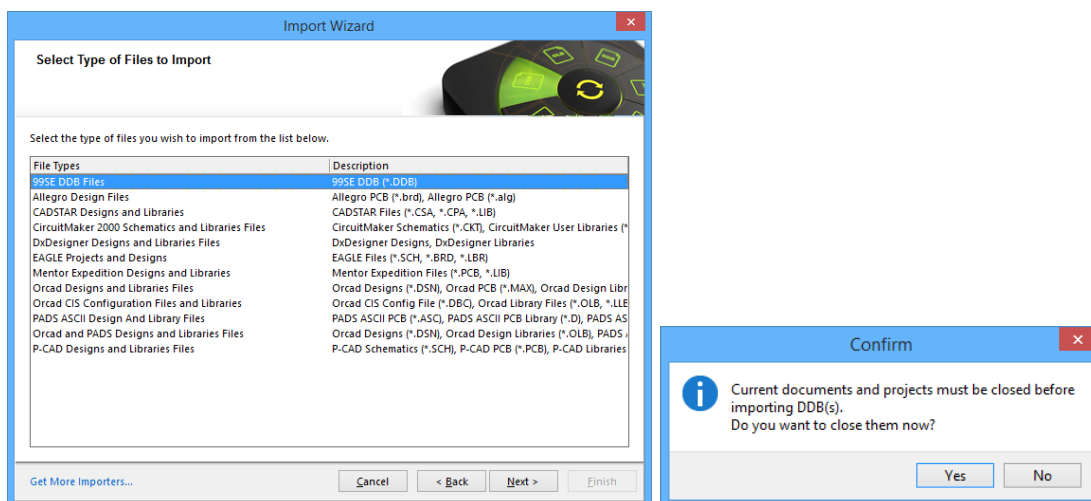 Import Wizard
Select Type of Files to Import
Select the type of files you wish to import from the list below.
File Types Description
99SE DDB Files 99SE DDB (*.DDB)
Allegro Design Files Allegro PCB (*.brd), Allegro PCB (*.alg)
CADSTAR Designs and Libraries CADSTAR Files (*.CSA, *.CPA, *.LIB)
CircuitMaker 2000 Schematics and Libraries Files CircuitMaker Schematics (*.CKT), CircuitMaker User Libraries (*
DxDesigner Designs and Libraries Files DxDesigner Designs, DxDesigner Libraries
EAGLE Projects and Designs EAGLE Files (*.SCH, *.BRD, *.LBR)
Mentor Expedition Designs and Libraries Mentor Expedition Files (*.PCB, *.LIB)
Orcad Designs and Libraries Files Orcad Designs (*.DSN), Orcad PCB (*.MAX), Orcad Design Libr
Orcad CIS Configuration Files and Libraries Orcad CIS Config File (*.DBC), Orcad Library Files (*.OLB, *.LLB
PADS ASCII Design And Library Files PADS ASCII PCB (*.ASC), PADS ASCII PCB Library (*.D), PADS AS
Orcad and PADS Designs and Libraries Files Orcad Designs (*.DSN), Orcad Design Libraries (*.OLB), PADS
P-CAD Designs and Libraries Files P-CAD Schematics (*.SCH), P-CAD PCB (*.PCB), P-CAD Libraries
Get More Importers...
Cancel < Back Next > Finish
Confirm
Current documents and projects must be closed before
importing DDB(s).
Do you want to close them now?
Yes No